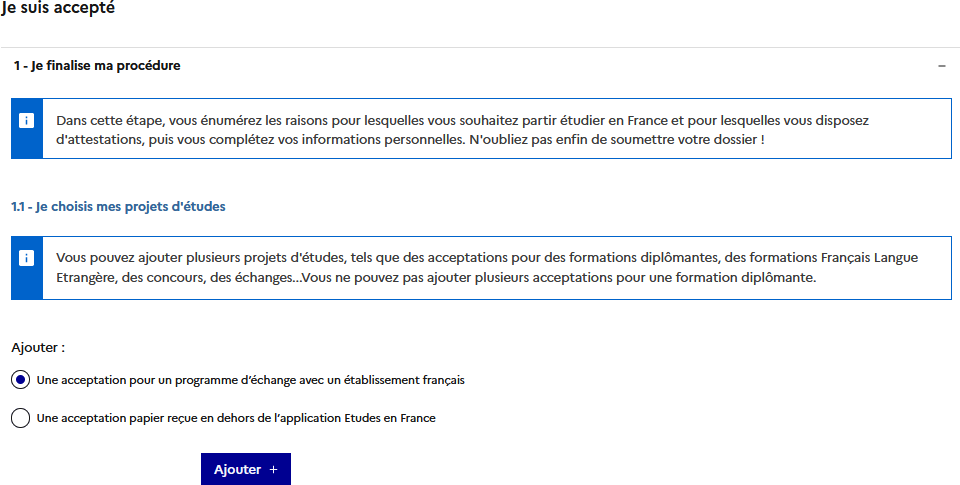 Je suis accepté
1 - Je finalise ma procédure
Dans cette étape, vous énumérez les raisons pour lesquelles vous souhaitez partir étudier en France et pour lesquelles vous disposez
d'attestations, puis vous complétez vos informations personnelles. N'oubliez pas enfin de soumettre votre dossier !
1.1 - Je choisis mes projets d'études
Vous pouvez ajouter plusieurs projets d'études, tels que des acceptations pour des formations diplômantes, des formations Français Langue
Etrangère, des concours, des échanges...Vous ne pouvez pas ajouter plusieurs acceptations pour une formation diplômante.
Ajouter :
Une acceptation pour un programme d’échange avec un établissement français
Une acceptation papier reçue en dehors de l’application Etudes en France
Ajouter +